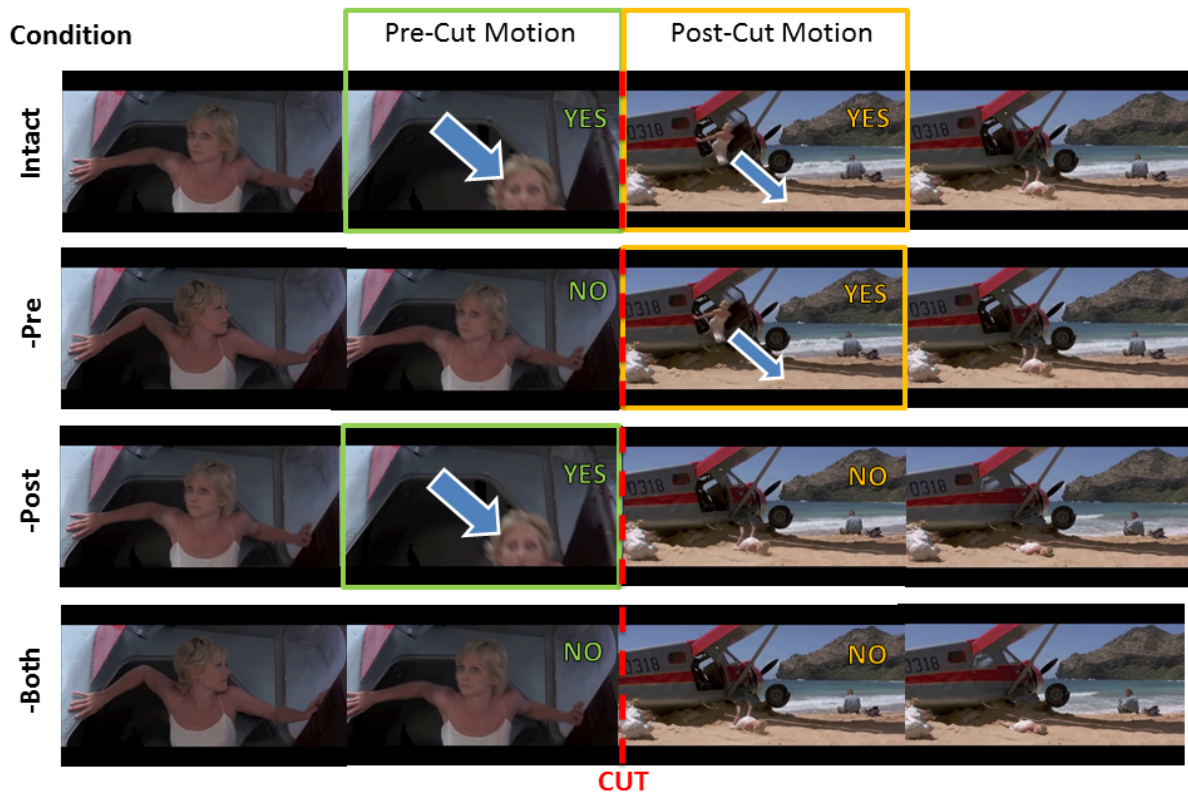 Condition
Pre-Cut Motion
Post-Cut Motion
Intact
YES
YES
0318
0318
-Pre
NO
YES
0318
0318
-Post
YES
NO
0318
0318
-Both
NO
NO
0318
0318
CUT